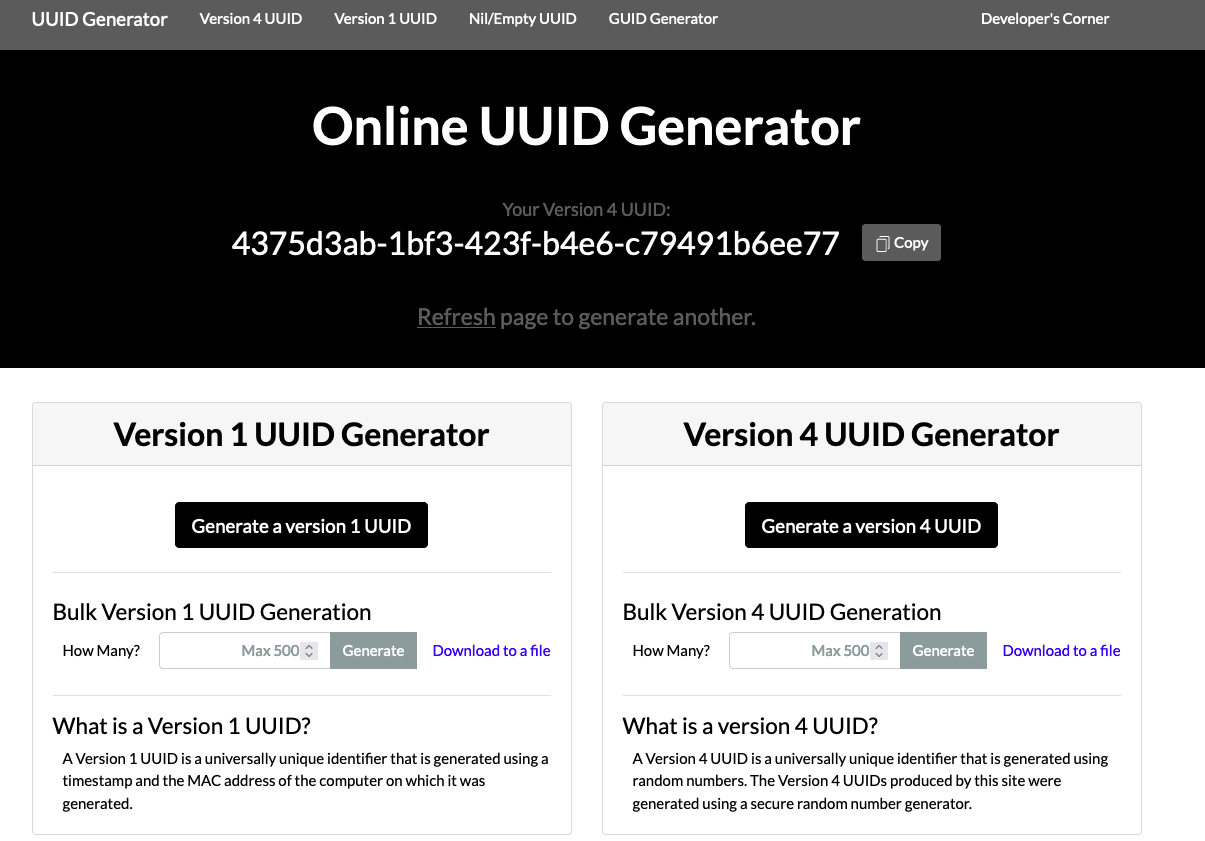 UUID Generator Version 4 UUID Version 1 UUID Nil/Empty UUID GUID Generator Developer's Corner
Online UUID Generator
Your Version 4 UUID:
4375d3ab-1bf3-423f-b4e6-c79491b6ee77 Copy
Refresh page to generate another.
Version 1 UUID Generator
Generate a version 1 UUID
Bulk Version 1 UUID Generation
How Many? Max 500 Generate Download to a file
What is a Version 1 UUID?
A Version 1 UUID is a universally unique identifier that is generated using a
timestamp and the MAC address of the computer on which it was
generated.
Version 4 UUID Generator
Generate a version 4 UUID
Bulk Version 4 UUID Generation
How Many? Max 500 Generate Download to a file
What is a version 4 UUID?
A Version 4 UUID is a universally unique identifier that is generated using
random numbers. The Version 4 UUIDs produced by this site were
generated using a secure random number generator.